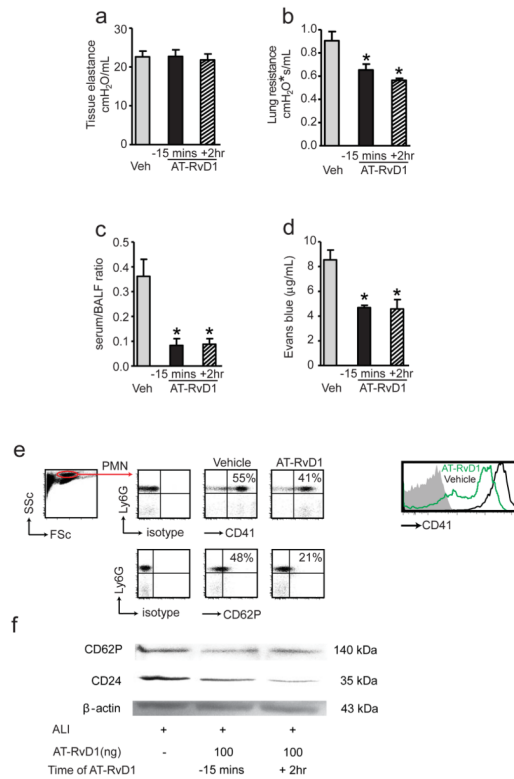 a
Tissue elastance
cmH2O/mL
30
20
10
0
-15 mins +2hr
Veh
AT-RvD1
b
Lung resistance
cmH2O*s/mL
1.0
0.8
0.6
0.4
0.2
0.0
*
*
-15 mins +2hr
Veh
AT-RvD1
c
serum/BALF ratio
0.5
0.4
0.3
0.2
0.1
0.0
*
*
-15 mins +2hr
Veh
AT-RvD1
d
Evans blue (µg/mL)
10
8
6
4
2
0
*
*
-15 mins +2hr
Veh
AT-RvD1
e
PMN
SSc
FSc
Ly6G
isotype
Vehicle
AT-RvD1
55%
41%
CD41
AT-RvD1
Vehicle
CD41
Ly6G
isotype
48%
21%
CD62P
f
CD62P
140 kDa
CD24
35 kDa
β-actin
43 kDa
ALI + + +
AT-RvD1(ng) - 100 100
Time of AT-RvD1 -15 mins + 2hr